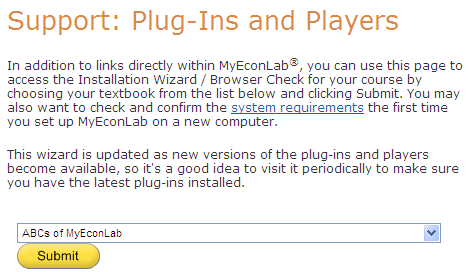 Support: Plug-Ins and Players
In addition to links directly within MyEconLab®, you can use this page to
access the Installation Wizard / Browser Check for your course by
choosing your textbook from the list below and clicking Submit. You may
also want to check and confirm the system requirements the first time
you set up MyEconLab on a new computer.
This wizard is updated as new versions of the plug-ins and players
become available, so it's a good idea to visit it periodically to make sure
you have the latest plug-ins installed.
ABCs of MyEconLab
Submit